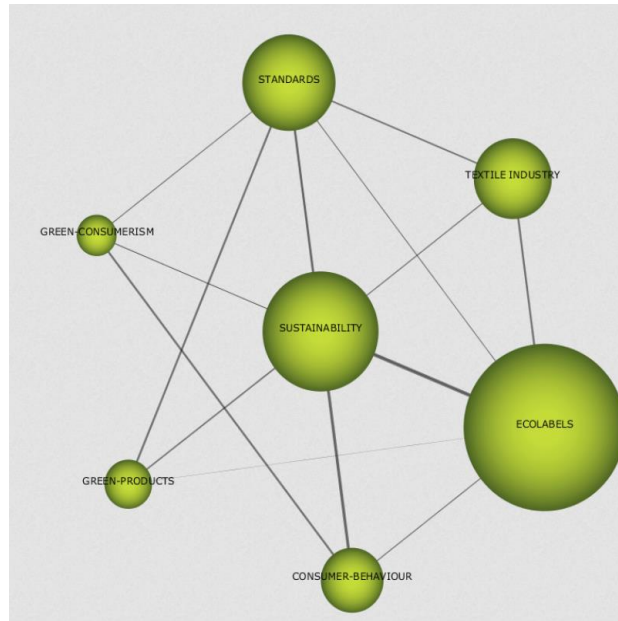 STANDARDS
TEXTILE INDUSTRY
GREEN-CONSUMERISM
SUSTAINABILITY
ECOLABELS
GREEN-PRODUCTS
CONSUMER-BEHAVIOUR